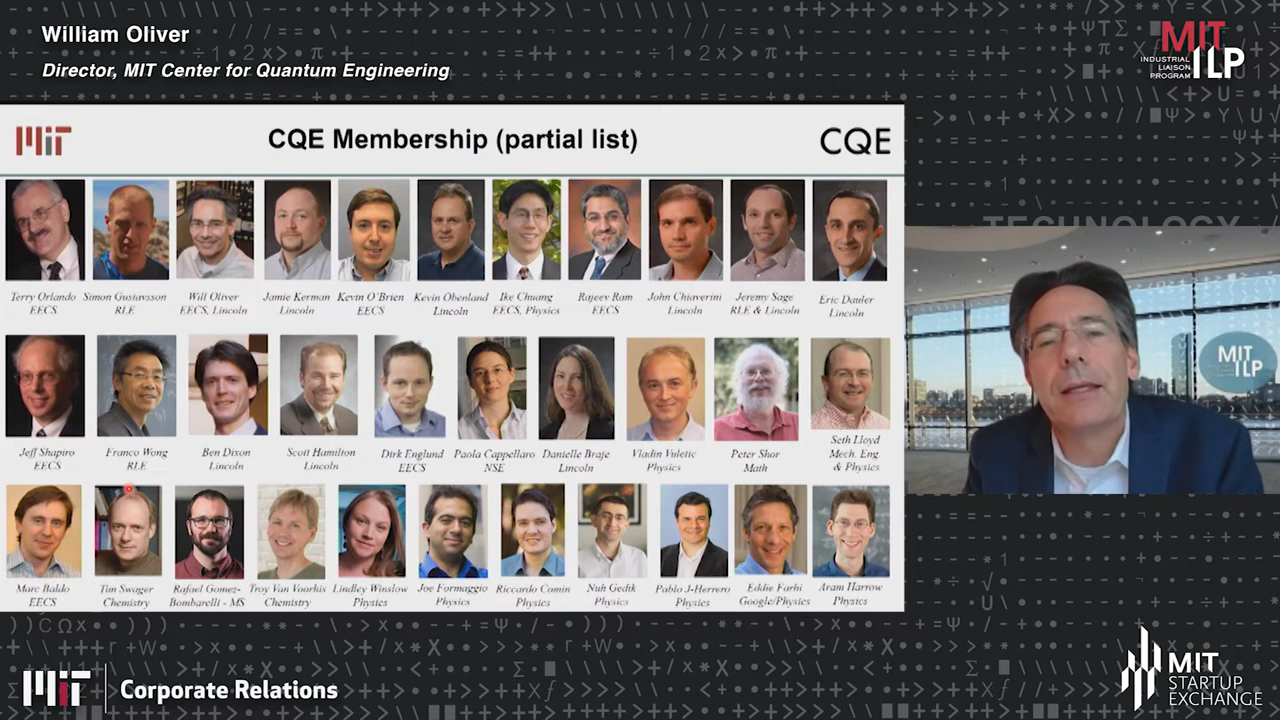 William Oliver
Director, MIT Center for Quantum Engineering
MIT
INDUSTRIAL
LIAISON
PROGRAM
ILP
MIT
CQE Membership (partial list)
CQE
Terry Orlando
EECS
Simon Gustavsson
RLE
Will Oliver
EECS, Lincoln
Jamie Kerman
Lincoln
Kevin O'Brien
EECS
Kevin Obenland
Lincoln
Ike Chuang
EECS, Physics
Rajeev Ram
EECS
John Chiaverini
Lincoln
Jeremy Sage
RLE & Lincoln
Eric Dauler
Lincoln
Jeff Shapiro
EECS
Franco Wong
RLE
Ben Dixon
Lincoln
Scott Hamilton
Lincoln
Dirk Englund
EECS
Paola Cappellaro
NSE
Danielle Braje
Lincoln
Vladin Vuletic
Physics
Peter Shor
Math
Seth Lloyd
Mech. Eng.
& Physics
Marc Baldo
EECS
Tim Swager
Chemistry
Rafael Gomez-
Bombarelli - MS
Troy Van Voorhis
Chemistry
Lindley Winslow
Physics
Joe Formaggio
Physics
Riccardo Comin
Physics
Nuh Gedik
Physics
Pablo J-Herrero
Physics
Eddie Farhi
Google/Physics
Aram Harrow
Physics
TECHNOLOGY
MIT
ILP
MIT
Corporate Relations
MIT
STARTUP
EXCHANGE